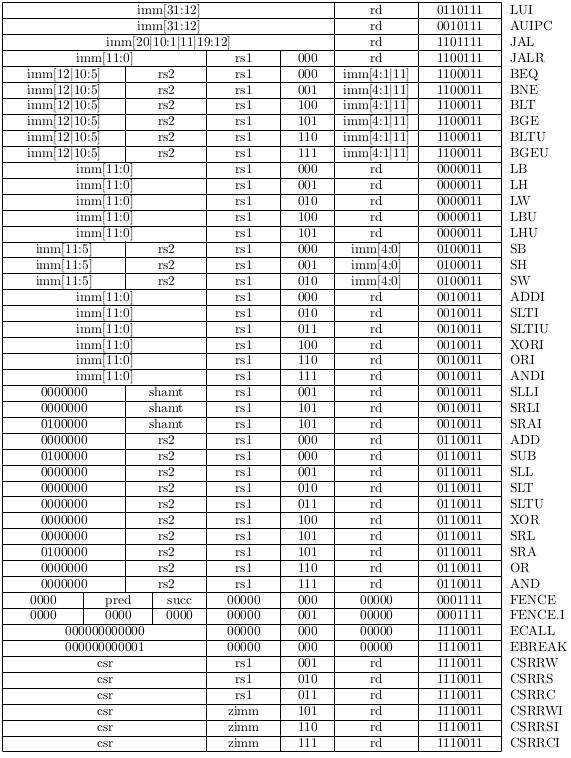 imm[31:12] rd 0110111 LUI
imm[31:12] rd 0010111 AUIPC
imm[20|10:1|11|19:12] rd 1101111 JAL
imm[11:0] rs1 000 rd 1100111 JALR
imm[12|10:5] rs2 rs1 000 imm[4:1|11] 1100011 BEQ
imm[12|10:5] rs2 rs1 001 imm[4:1|11] 1100011 BNE
imm[12|10:5] rs2 rs1 100 imm[4:1|11] 1100011 BLT
imm[12|10:5] rs2 rs1 101 imm[4:1|11] 1100011 BGE
imm[12|10:5] rs2 rs1 110 imm[4:1|11] 1100011 BLTU
imm[12|10:5] rs2 rs1 111 imm[4:1|11] 1100011 BGEU
imm[11:0] rs1 000 rd 0000011 LB
imm[11:0] rs1 001 rd 0000011 LH
imm[11:0] rs1 010 rd 0000011 LW
imm[11:0] rs1 100 rd 0000011 LBU
imm[11:0] rs1 101 rd 0000011 LHU
imm[11:5] rs2 rs1 000 imm[4:0] 0100011 SB
imm[11:5] rs2 rs1 001 imm[4:0] 0100011 SH
imm[11:5] rs2 rs1 010 imm[4:0] 0100011 SW
imm[11:0] rs1 000 rd 0010011 ADDI
imm[11:0] rs1 010 rd 0010011 SLTI
imm[11:0] rs1 011 rd 0010011 SLTIU
imm[11:0] rs1 100 rd 0010011 XORI
imm[11:0] rs1 110 rd 0010011 ORI
imm[11:0] rs1 111 rd 0010011 ANDI
0000000 shamt rs1 001 rd 0010011 SLLI
0000000 shamt rs1 101 rd 0010011 SRLI
0100000 shamt rs1 101 rd 0010011 SRAI
0000000 rs2 rs1 000 rd 0110011 ADD
0100000 rs2 rs1 000 rd 0110011 SUB
0000000 rs2 rs1 001 rd 0110011 SLL
0000000 rs2 rs1 010 rd 0110011 SLT
0000000 rs2 rs1 011 rd 0110011 SLTU
0000000 rs2 rs1 100 rd 0110011 XOR
0000000 rs2 rs1 101 rd 0110011 SRL
0100000 rs2 rs1 101 rd 0110011 SRA
0000000 rs2 rs1 110 rd 0110011 OR
0000000 rs2 rs1 111 rd 0110011 AND
0000 pred succ 00000 000 00000 0001111 FENCE
0000 0000 0000 00000 001 00000 0001111 FENCE.I
000000000000 00000 000 00000 1110011 ECALL
000000000001 00000 000 00000 1110011 EBREAK
csr rs1 001 rd 1110011 CSRRW
csr rs1 010 rd 1110011 CSRRS
csr rs1 011 rd 1110011 CSRRC
csr zimm 101 rd 1110011 CSRRWI
csr zimm 110 rd 1110011 CSRRSI
csr zimm 111 rd 1110011 CSRRCI